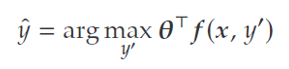 ŷ = arg max θ⊤ f(x, y′)
y′